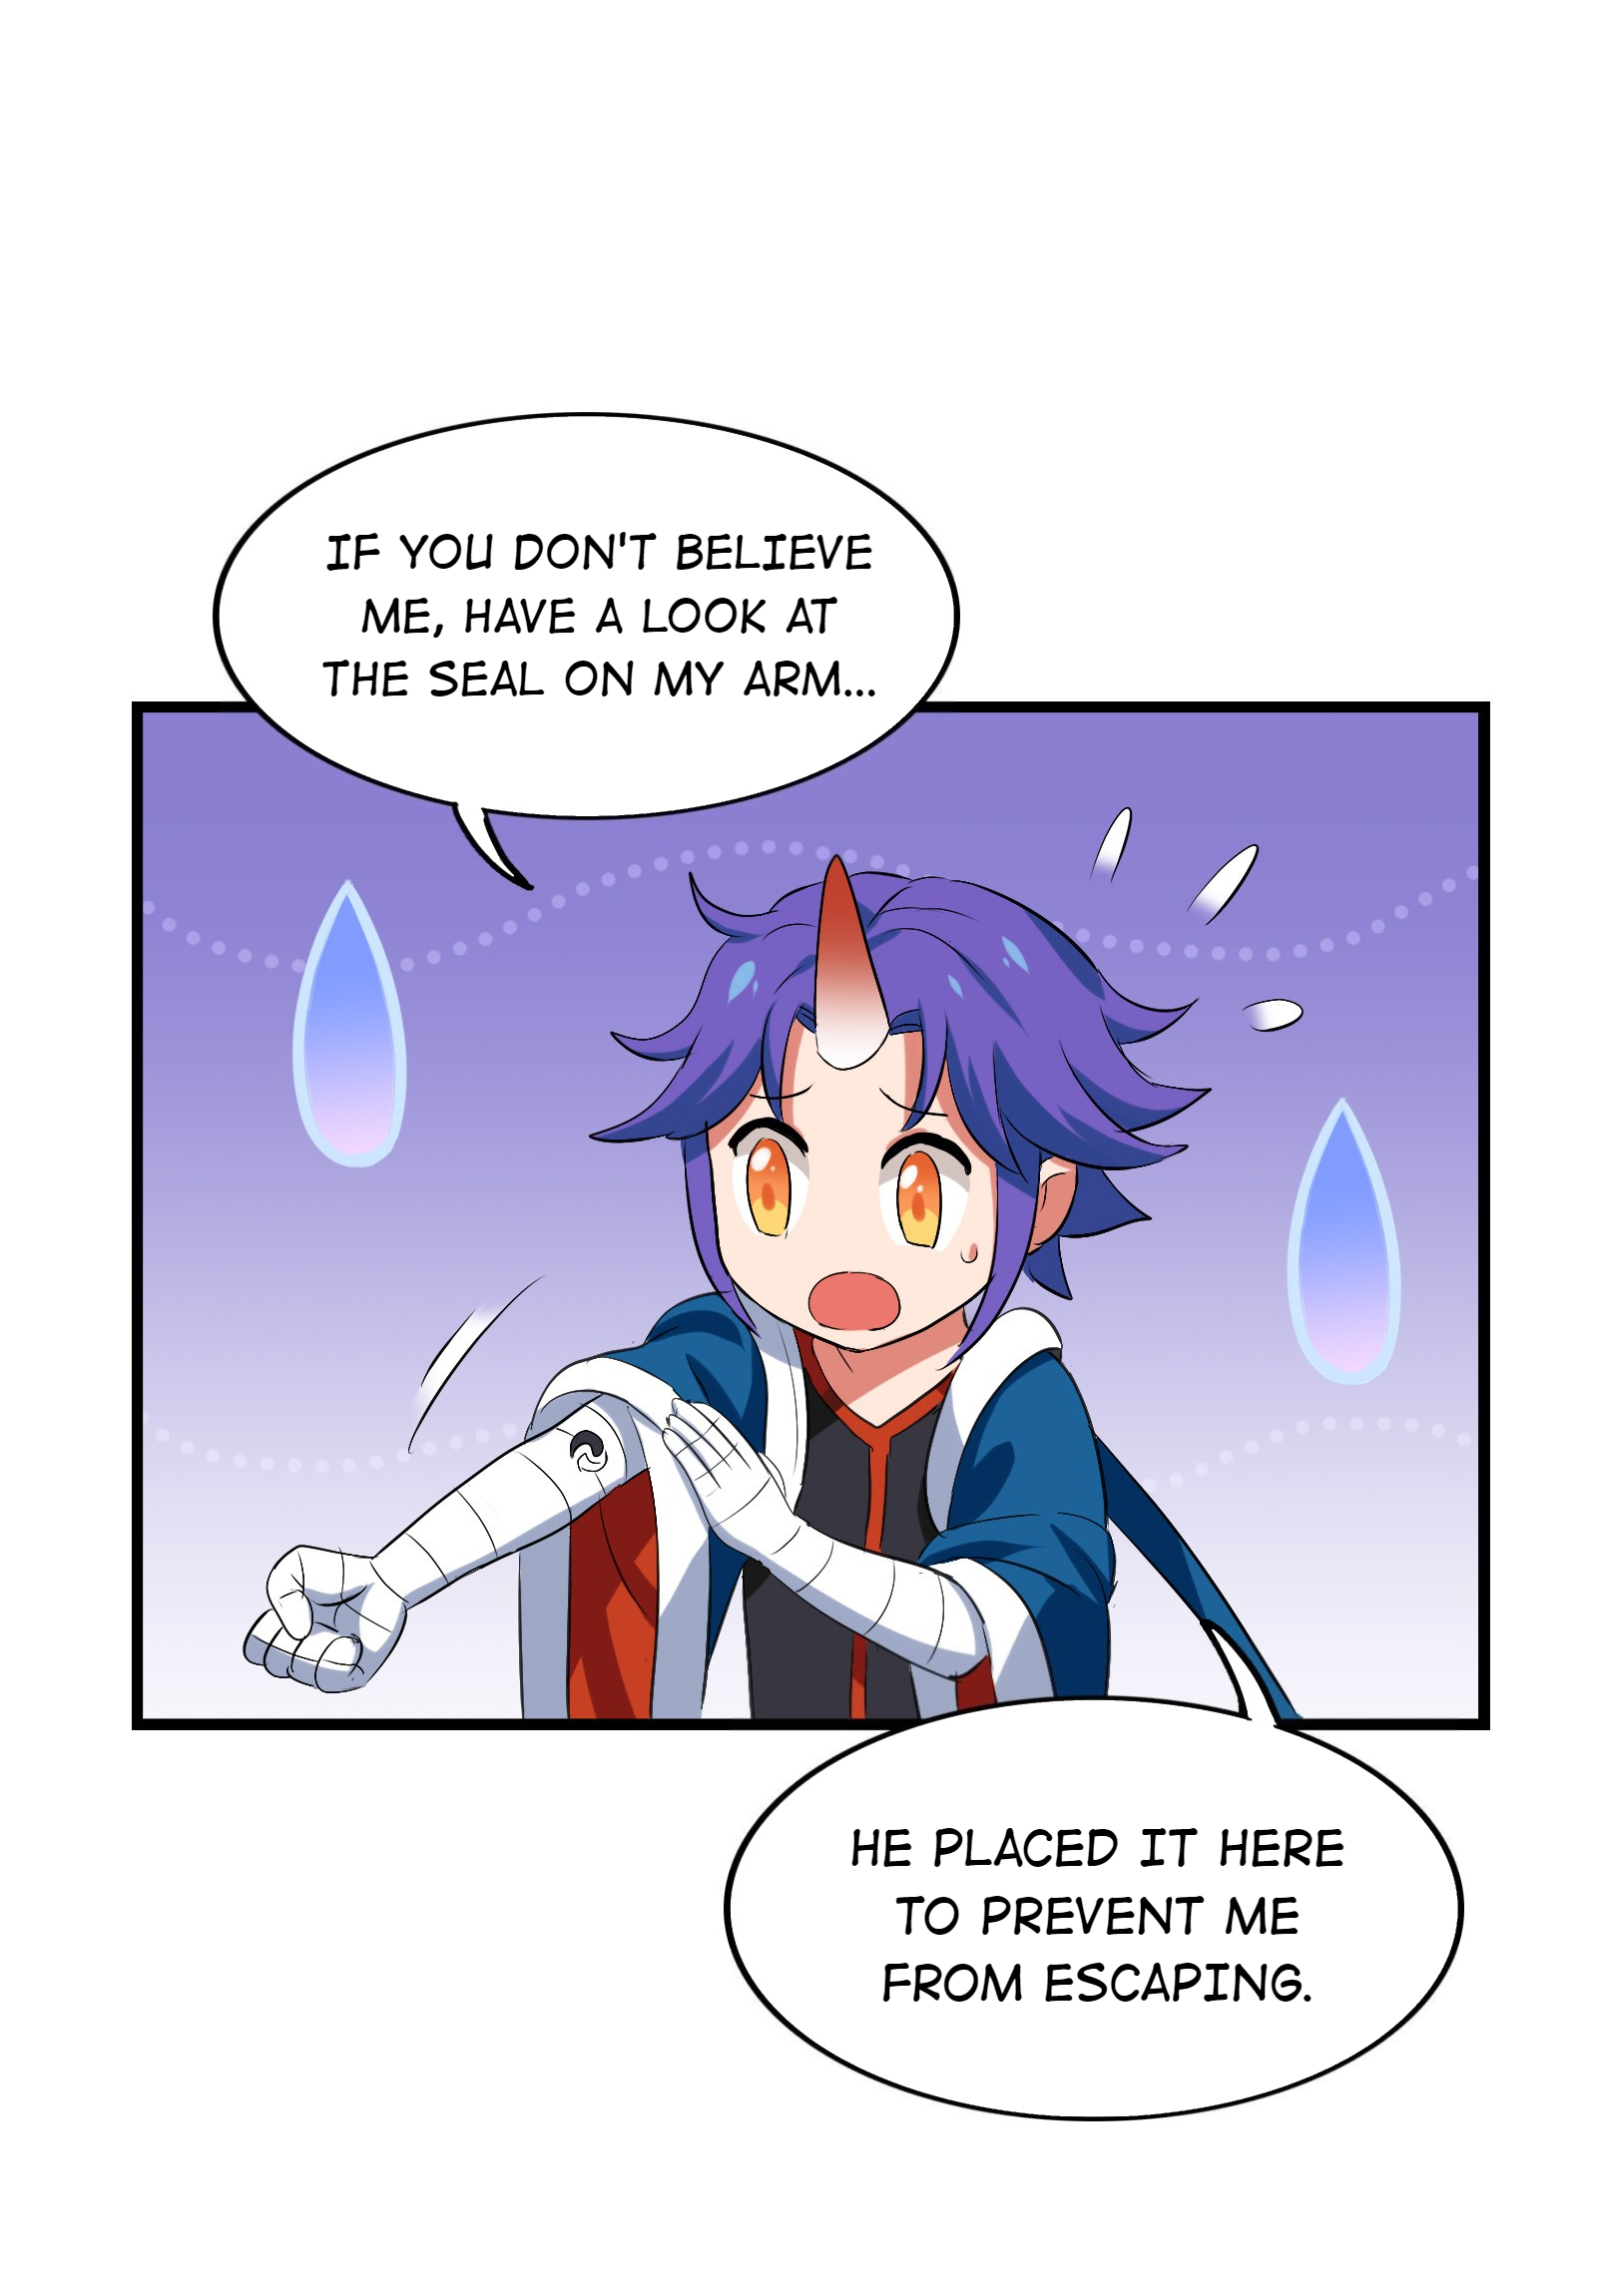 IF YOU DON'T BELIEVE
ME, HAVE A LOOK AT
THE SEAL ON MY ARM...
HE PLACED IT HERE
TO PREVENT ME
FROM ESCAPING.